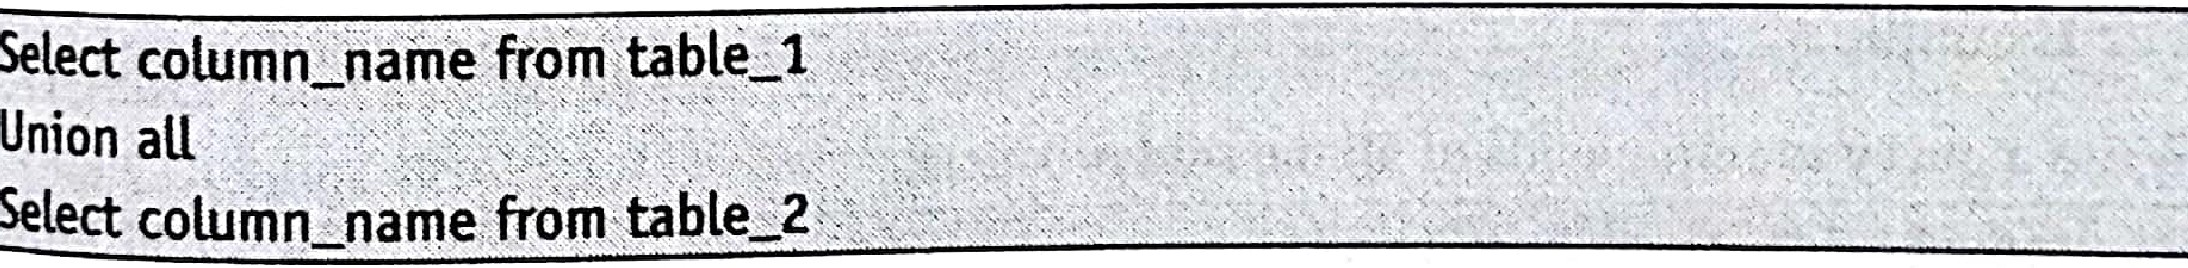 Select column_name from table_1
Union all
Select column_name from table_2